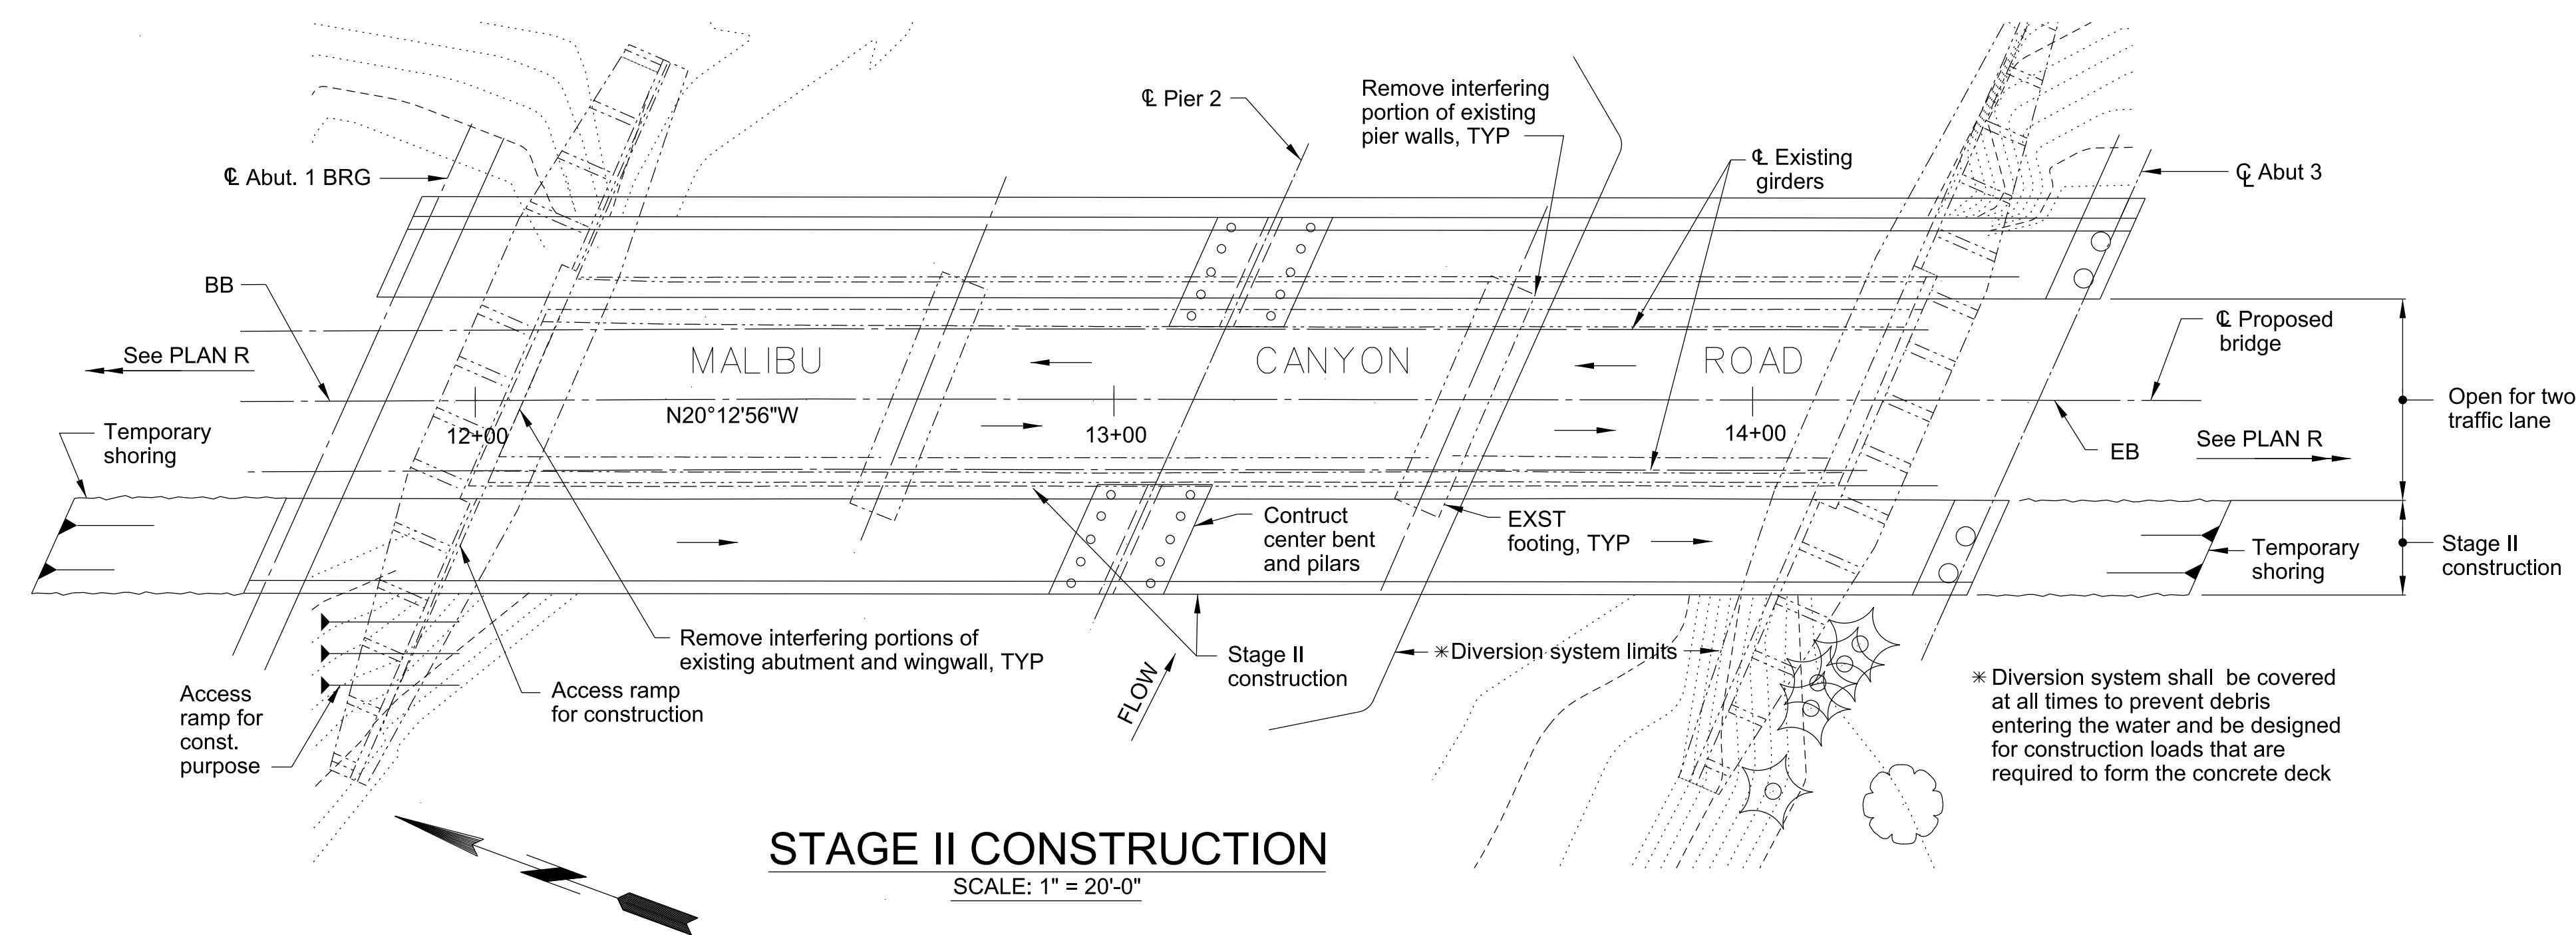 ℄ Pier 2
Remove interfering
portion of existing
pier walls, TYP
℄ Existing
girders
℄ Abut. 1 BRG
℄ Abut 3
BB
℄ Proposed
bridge
See PLAN R
MALIBU CANYON ROAD
N20°12'56"W
12+00
13+00
14+00
Open for two
traffic lane
See PLAN R
EB
Temporary
shoring
Contruct
center bent
and pilars
EXST
footing, TYP
Temporary
shoring
Stage II
construction
Remove interfering portions of
existing abutment and wingwall, TYP
Stage II
construction
✳Diversion system limits
FLOW
Access
ramp for
const.
purpose
Access ramp
for construction
✳ Diversion system shall be covered
at all times to prevent debris
entering the water and be designed
for construction loads that are
required to form the concrete deck
STAGE II CONSTRUCTION
SCALE: 1" = 20'-0"